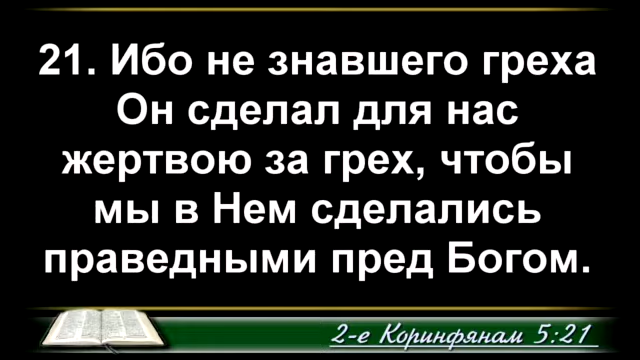 21. Ибо не знавшего греха
Он сделал для нас
жертвою за грех, чтобы
мы в Нем сделались
праведными пред Богом.
2-е Коринфянам 5:21